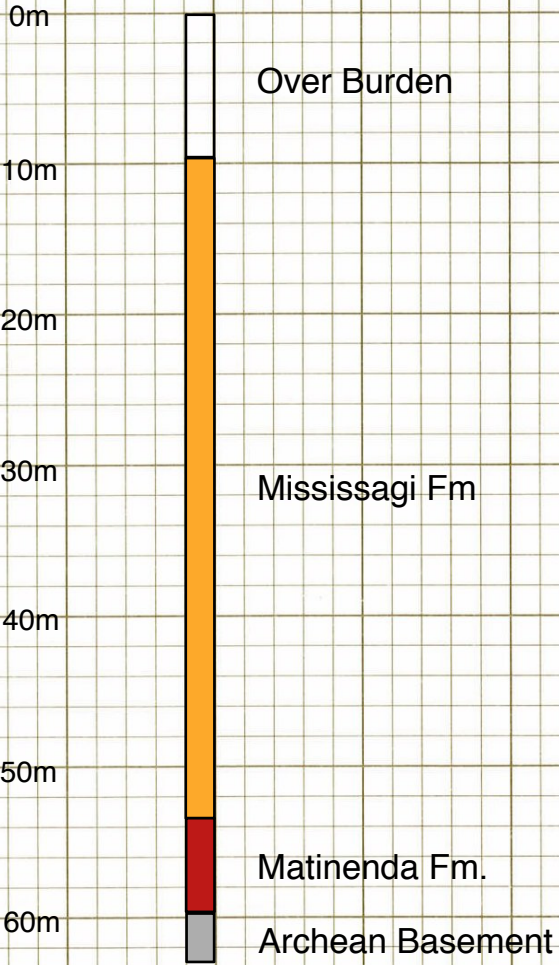 0m
Over Burden
10m
20m
30m
Mississagi Fm
40m
50m
Matinenda Fm.
60m
Archean Basement